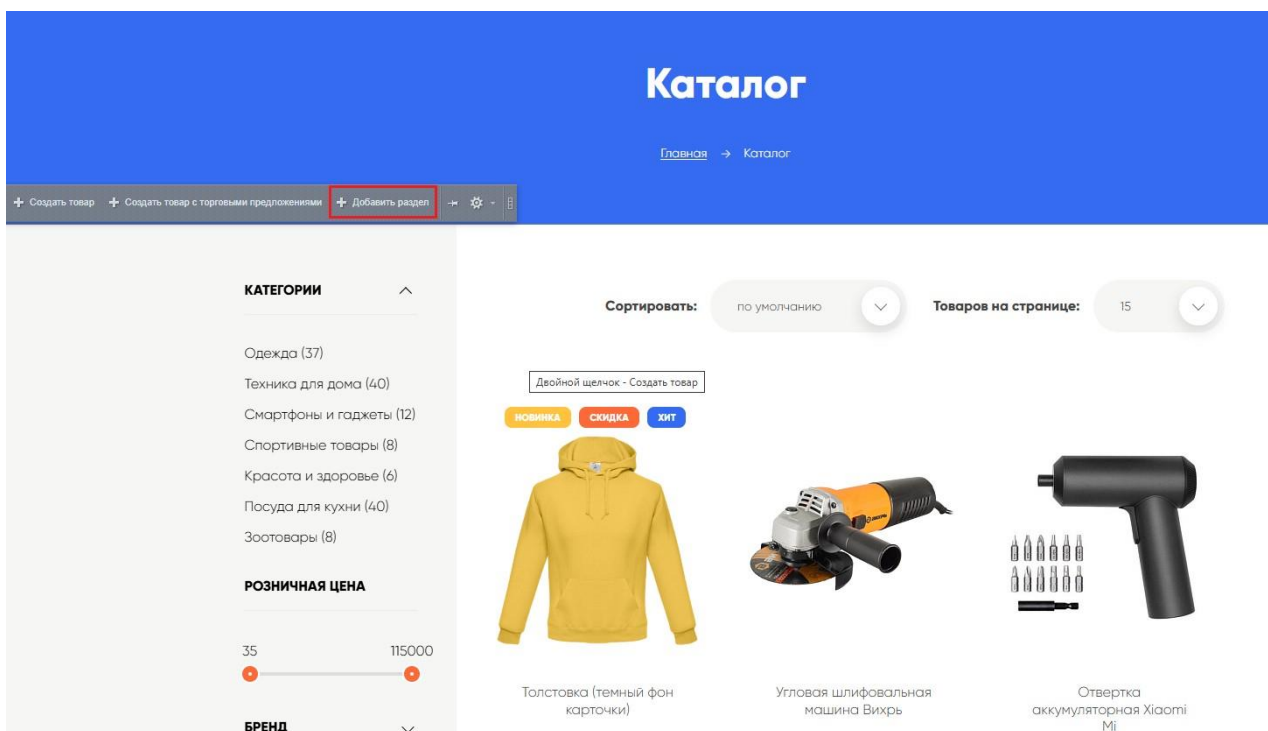 Каталог
Главная → Каталог
Создать товар Создать товар с торговыми предложениями Добавить раздел
КАТЕГОРИИ
Сортировать: по умолчанию Товаров на странице: 15
Одежда (37)
Техника для дома (40)
Смартфоны и гаджеты (12)
Спортивные товары (8)
Красота и здоровье (6)
Посуда для кухни (40)
Зоотовары (8)
РОЗНИЧНАЯ ЦЕНА
35 115000
БРЕНД
Двойной щелчок - Создать товар
НОВИНКА СКИДКА ХИТ
Толстовка (темный фон
карточки)
ВИХРЬ
Угловая шлифовальная
машина Вихрь
Отвертка
аккумуляторная Xiaomi
Mi